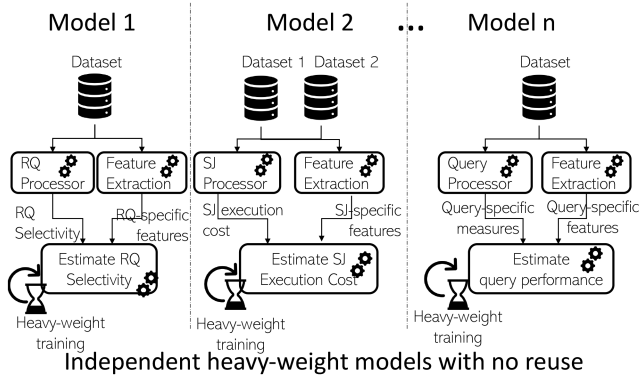 Model 1
Model 2
...
Model n
Dataset
Dataset 1
Dataset 2
Dataset
RQ
Processor
Feature
Extraction
SJ
Processor
Feature
Extraction
Query
Processor
Feature
Extraction
RQ
Selectivity
RQ-specific
features
SJ execution
cost
SJ-specific
features
Query-specific
measures
Query-specific
features
Estimate RQ
Selectivity
Estimate SJ
Execution Cost
Estimate
query performance
Heavy-weight
training
Heavy-weight
training
Heavy-weight
training
Independent heavy-weight models with no reuse